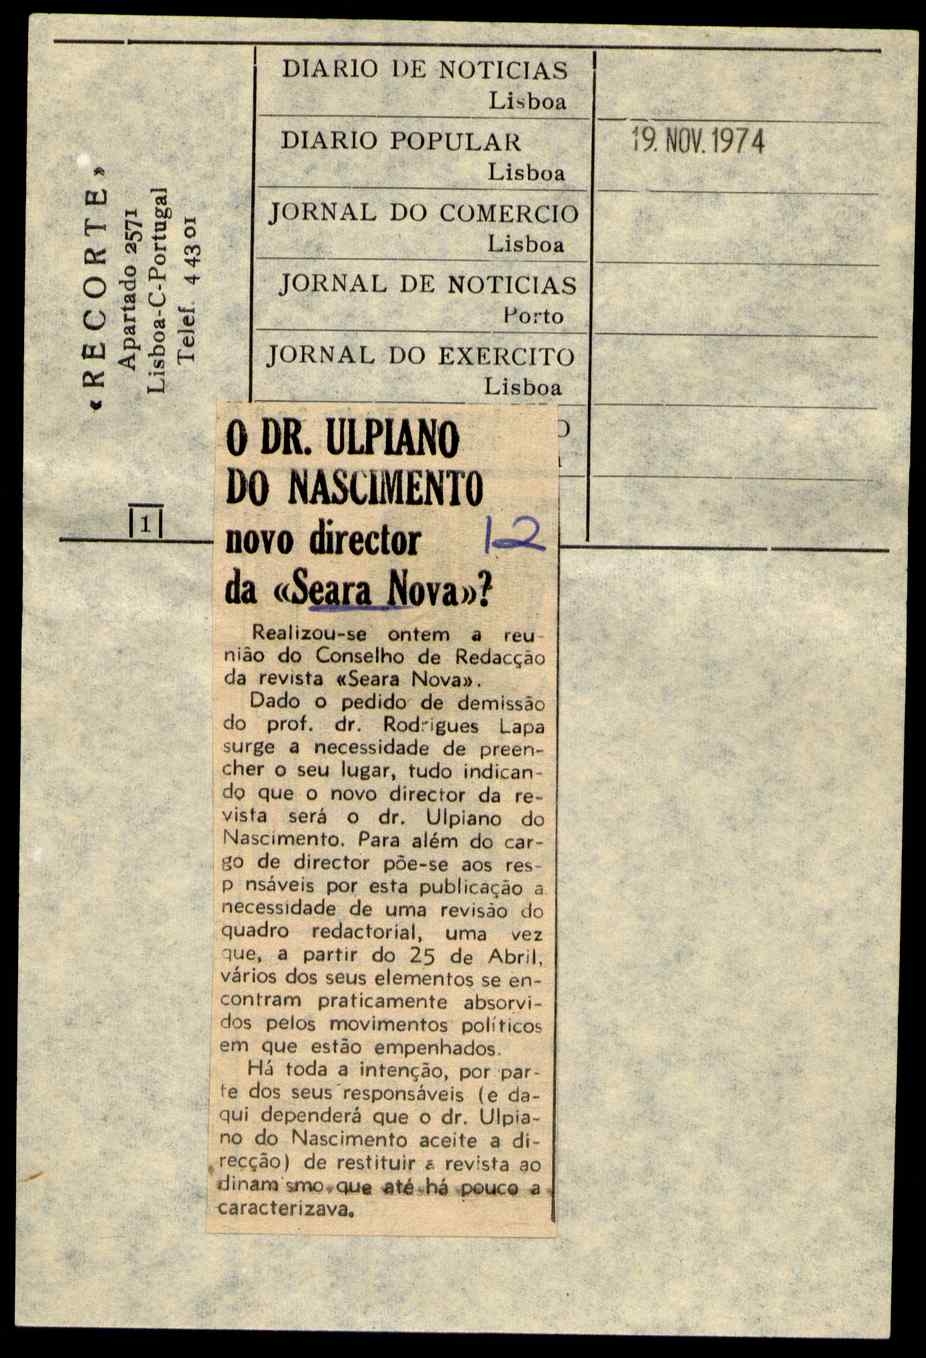 «RECORTE»
Apartado 2571
Lisboa-C-Portugal
Telef. 4 43 01
1
DIARIO DE NOTICIAS
Lisboa
DIARIO POPULAR
Lisboa
19. NOV. 1974
JORNAL DO COMERCIO
Lisboa
JORNAL DE NOTICIAS
Porto
JORNAL DO EXERCITO
Lisboa
O DR. ULPIANO
DO NASCIMENTO
novo director
12
da «Seara Nova»?
Realizou-se ontem a reu-
nião do Conselho de Redacção
da revista «Seara Nova».
Dado o pedido de demissão
do prof. dr. Rodrigues Lapa
surge a necessidade de preen-
cher o seu lugar, tudo indican-
do que o novo director da re-
vista será o dr. Ulpiano do
Nascimento. Para além do car-
go de director põe-se aos res-
p nsáveis por esta publicação a
necessidade de uma revisão do
quadro redactorial, uma vez
que, a partir do 25 de Abril,
vários dos seus elementos se en-
contram praticamente absorvi-
dos pelos movimentos políticos
em que estão empenhados.
Há toda a intenção, por par-
te dos seus responsáveis (e da-
qui dependerá que o dr. Ulpia-
no do Nascimento aceite a di-
recção) de restituir a revista ao
dinam smo que até há pouco a
caracterizava.